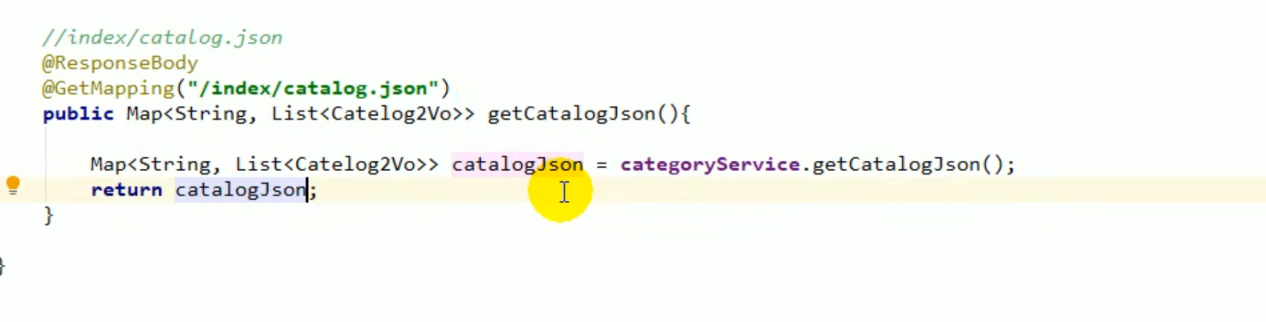 //index/catalog.json
@ResponseBody
@GetMapping("/index/catalog.json")
public Map<String, List<Catelog2Vo>> getCatalogJson(){
Map<String, List<Catelog2Vo>> catalogJson = categoryService.getCatalogJson();
return catalogJson;
}
}